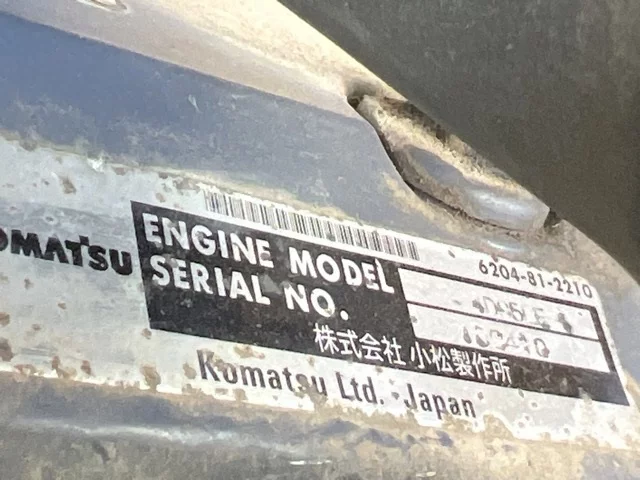 6204-81-2210
KOMATSU
ENGINE MODEL
SERIAL NO.
株式会社 小松製作所
Komatsu Ltd. Japan